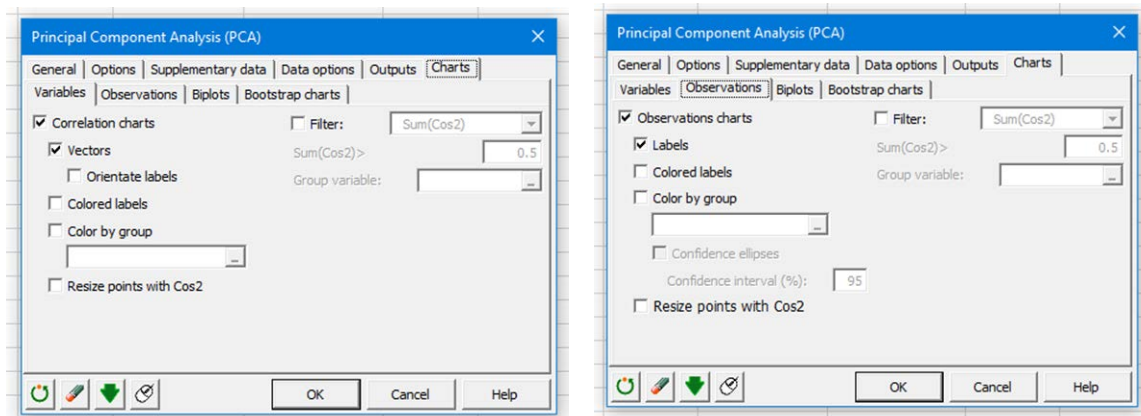 Principal Component Analysis (PCA)
General Options Supplementary data Data options Outputs Charts
Variables Observations Biplots Bootstrap charts
Correlation charts Filter: Sum(Cos2)
Vectors Sum(Cos2)> 0.5
Orientate labels Group variable: ...
Colored labels
Color by group
...
Resize points with Cos2
OK Cancel Help
Principal Component Analysis (PCA)
General Options Supplementary data Data options Outputs Charts
Variables Observations Biplots Bootstrap charts
Observations charts Filter: Sum(Cos2)
Labels Sum(Cos2)> 0.5
Colored labels Group variable: ...
Color by group
...
Confidence ellipses
Confidence interval (%): 95
Resize points with Cos2
OK Cancel Help